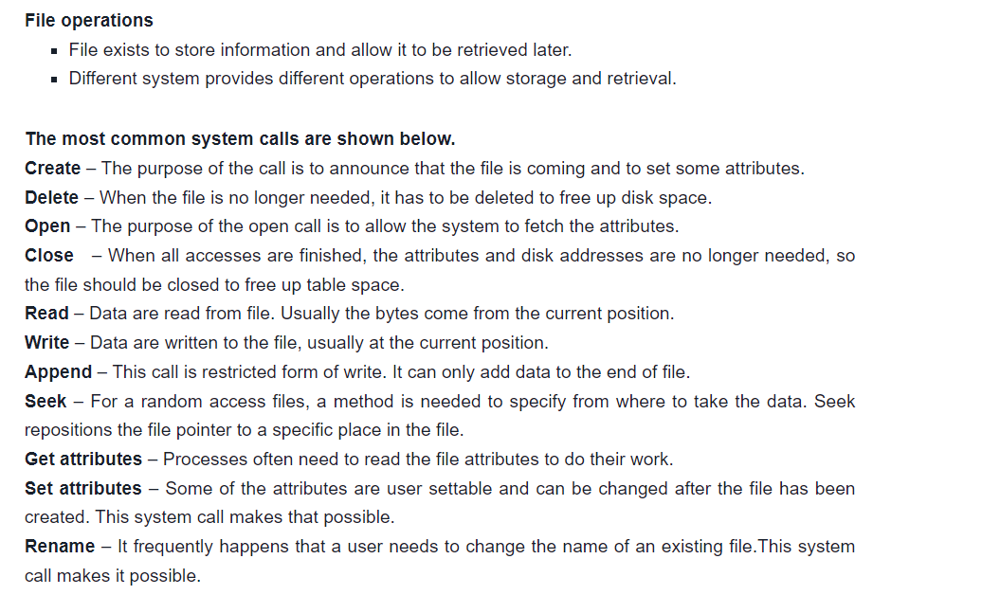 File operations
▪ File exists to store information and allow it to be retrieved later.
▪ Different system provides different operations to allow storage and retrieval.
The most common system calls are shown below.
Create – The purpose of the call is to announce that the file is coming and to set some attributes.
Delete – When the file is no longer needed, it has to be deleted to free up disk space.
Open – The purpose of the open call is to allow the system to fetch the attributes.
Close – When all accesses are finished, the attributes and disk addresses are no longer needed, so
the file should be closed to free up table space.
Read – Data are read from file. Usually the bytes come from the current position.
Write – Data are written to the file, usually at the current position.
Append – This call is restricted form of write. It can only add data to the end of file.
Seek – For a random access files, a method is needed to specify from where to take the data. Seek
repositions the file pointer to a specific place in the file.
Get attributes – Processes often need to read the file attributes to do their work.
Set attributes – Some of the attributes are user settable and can be changed after the file has been
created. This system call makes that possible.
Rename – It frequently happens that a user needs to change the name of an existing file.This system
call makes it possible.